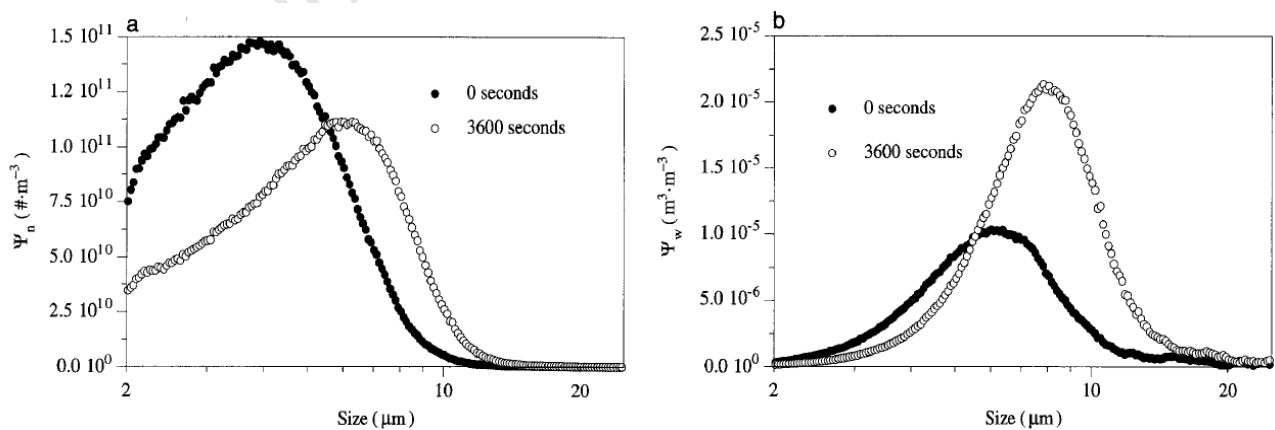 a
1.5 10¹¹
1.2 10¹¹
1.0 10¹¹
7.5 10¹⁰
5.0 10¹⁰
2.5 10¹⁰
0.0 10⁰
Ψₙ (#·m⁻³)
0 seconds
3600 seconds
2
10
20
Size (μm)
b
2.5 10⁻⁵
2.0 10⁻⁵
1.5 10⁻⁵
1.0 10⁻⁵
5.0 10⁻⁶
0.0 10⁰
Ψ_w (m³·m⁻³)
0 seconds
3600 seconds
2
10
20
Size (μm)